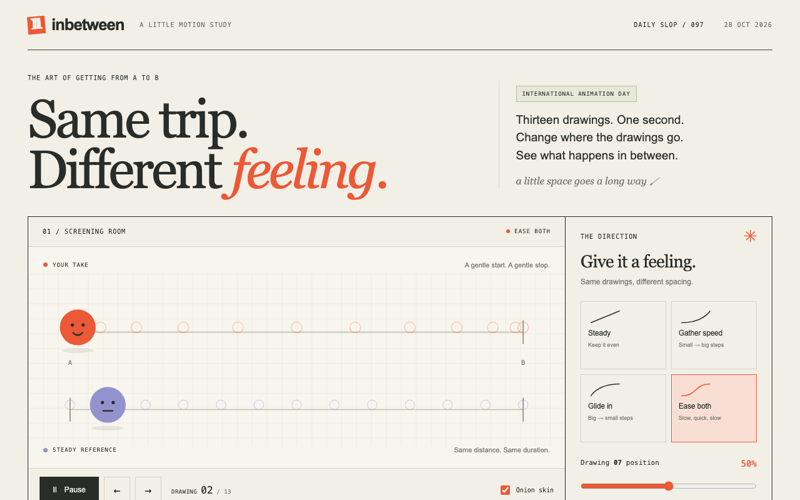 inbetween
A LITTLE MOTION STUDY
DAILY SLOP / 097
28 OCT 2026
THE ART OF GETTING FROM A TO B
Same trip.
Different feeling.
INTERNATIONAL ANIMATION DAY
Thirteen drawings. One second.
Change where the drawings go.
See what happens in between.
a little space goes a long way
01 / SCREENING ROOM
EASE BOTH
YOUR TAKE
A gentle start. A gentle stop.
A
B
STEADY REFERENCE
Same distance. Same duration.
Pause
←
→
DRAWING 02 / 13
Onion skin
THE DIRECTION
Give it a feeling.
Same drawings, different spacing.
Steady
Keep it even
Gather speed
Small → big steps
Glide in
Big → small steps
Ease both
Slow, quick, slow
Drawing 07 position
50%